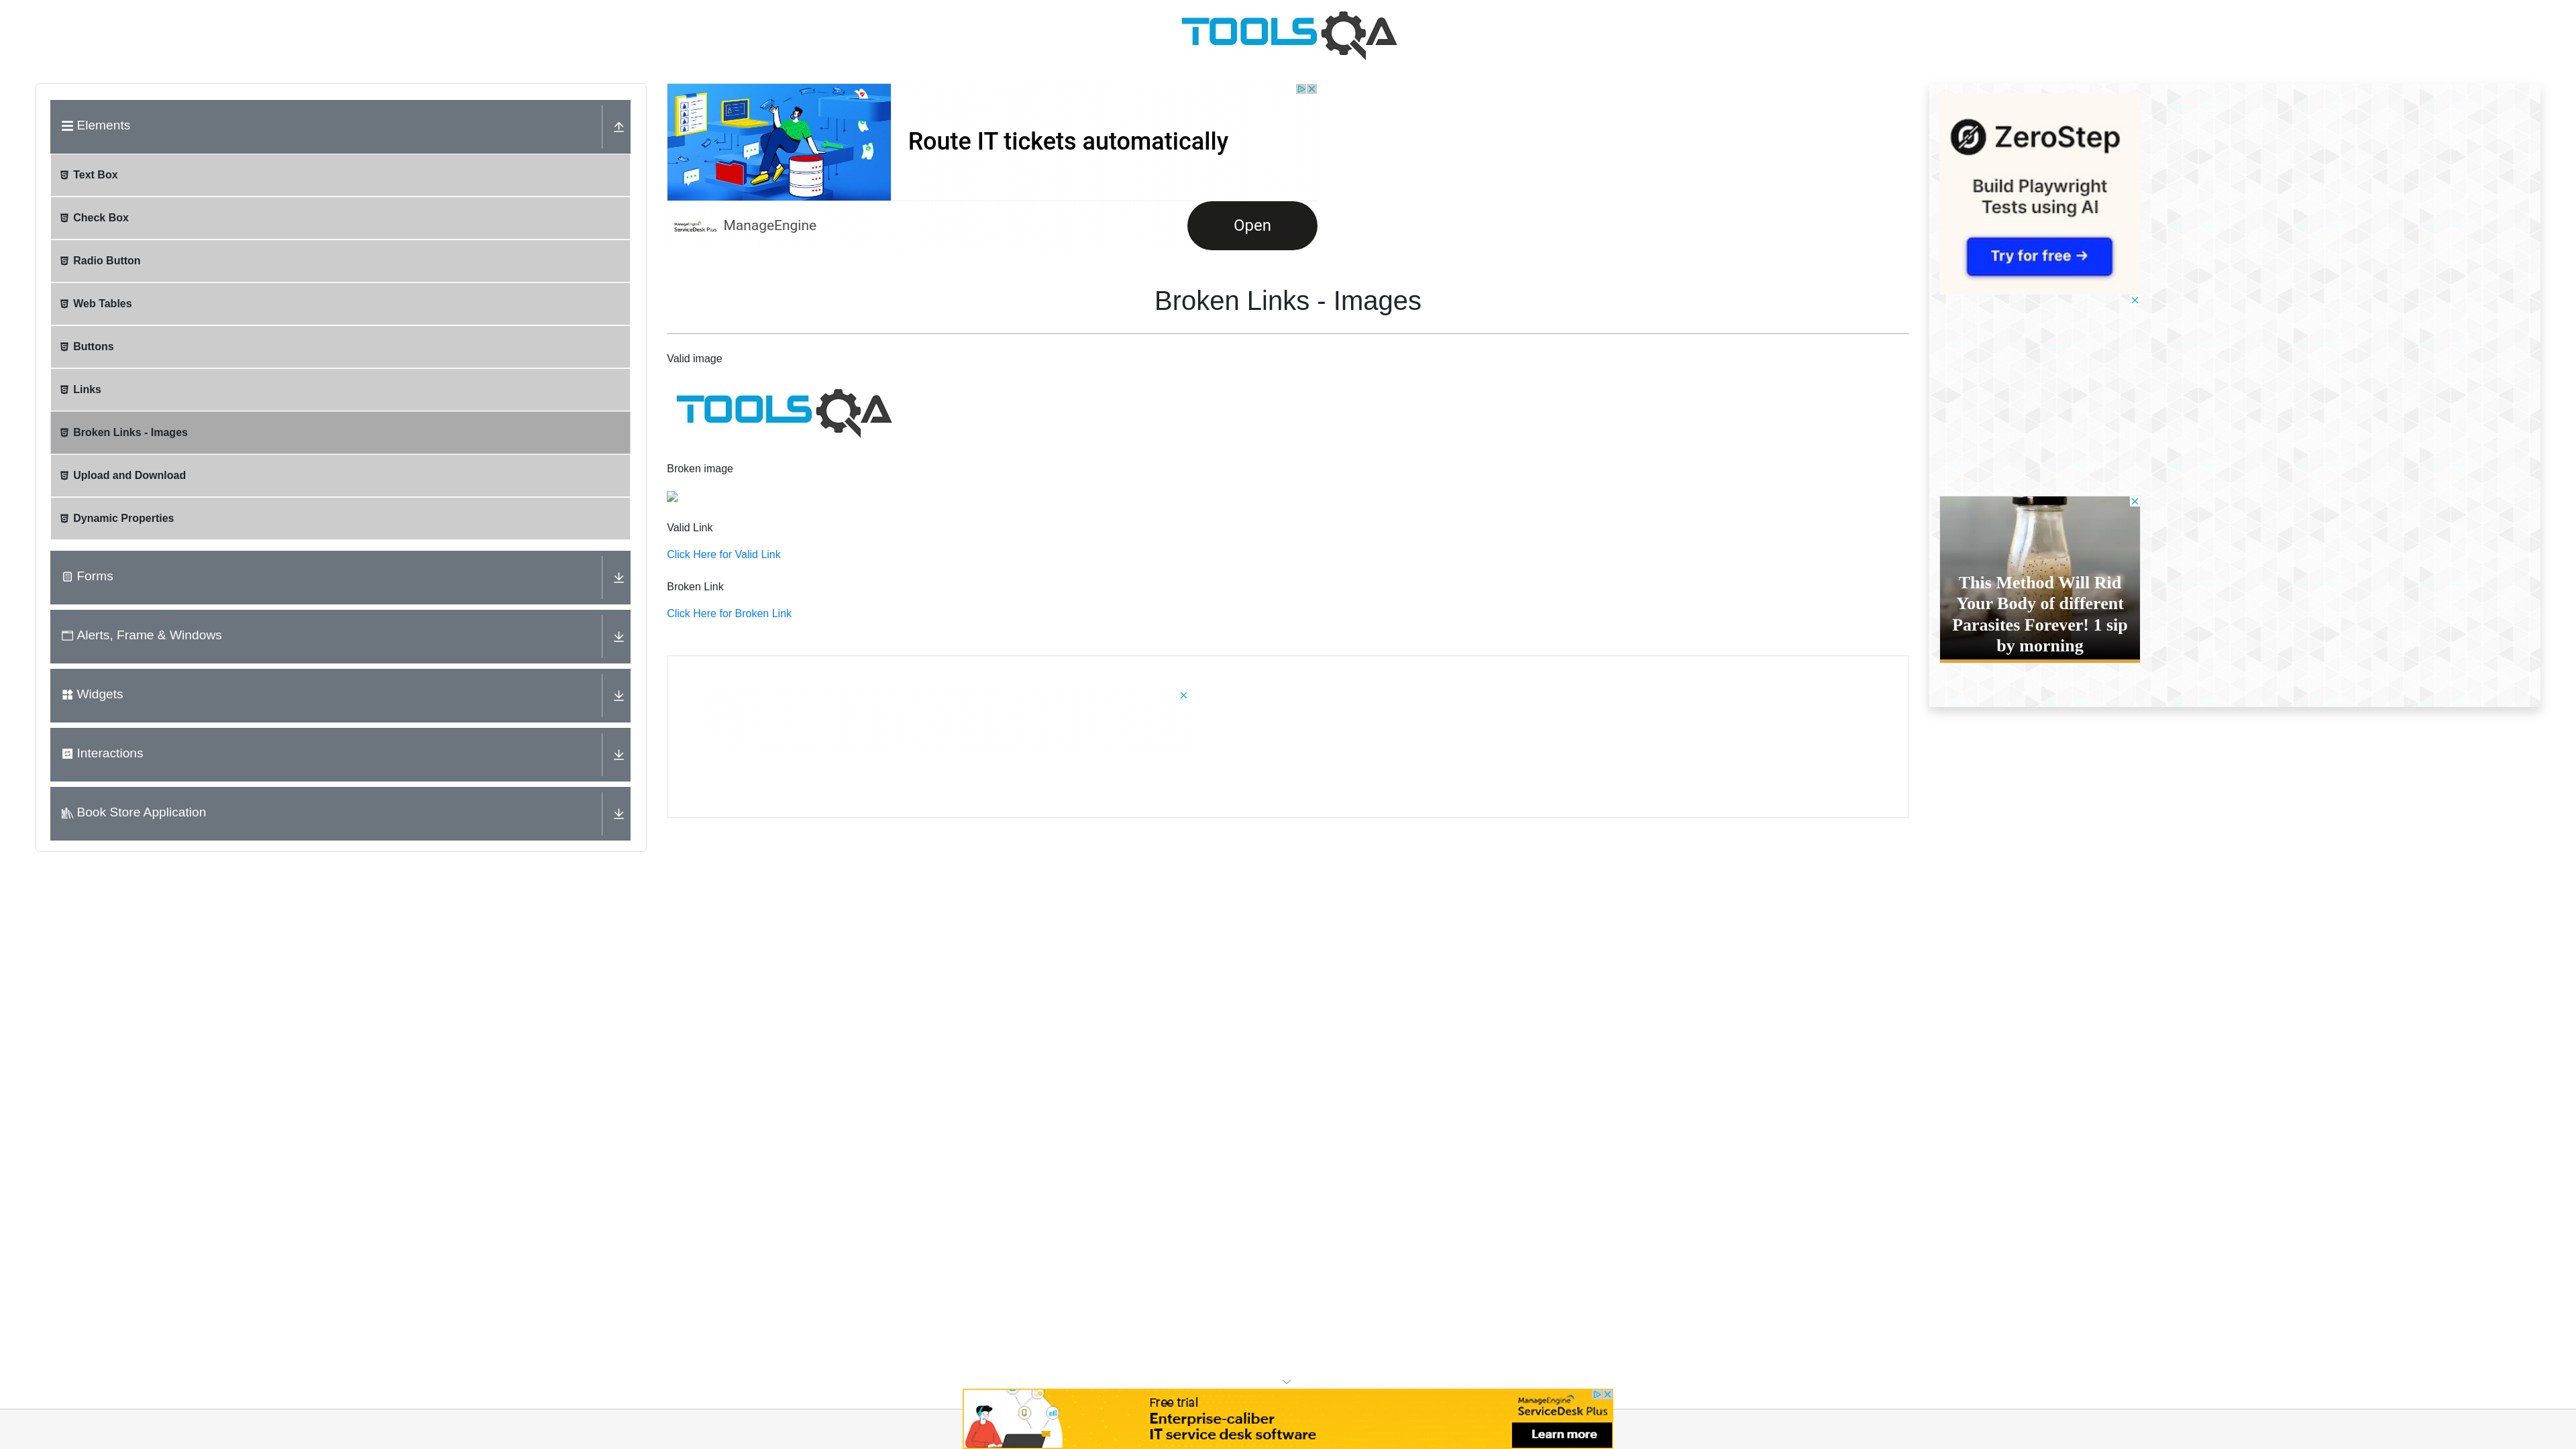 TOOLSQA
Elements
Text Box
Check Box
Radio Button
Web Tables
Buttons
Links
Broken Links - Images
Upload and Download
Dynamic Properties
Forms
Alerts, Frame & Windows
Widgets
Interactions
Book Store Application
Route IT tickets automatically
ManageEngine
ServiceDesk Plus
ManageEngine
Open
Broken Links - Images
Valid image
TOOLSQA
Broken image
Valid Link
Click Here for Valid Link
Broken Link
Click Here for Broken Link
ZeroStep
Build Playwright
Tests using AI
Try for free →
This Method Will Rid
Your Body of different
Parasites Forever! 1 sip
by morning
Free trial
Enterprise-caliber
IT service desk software
ManageEngine
ServiceDesk Plus
Learn more